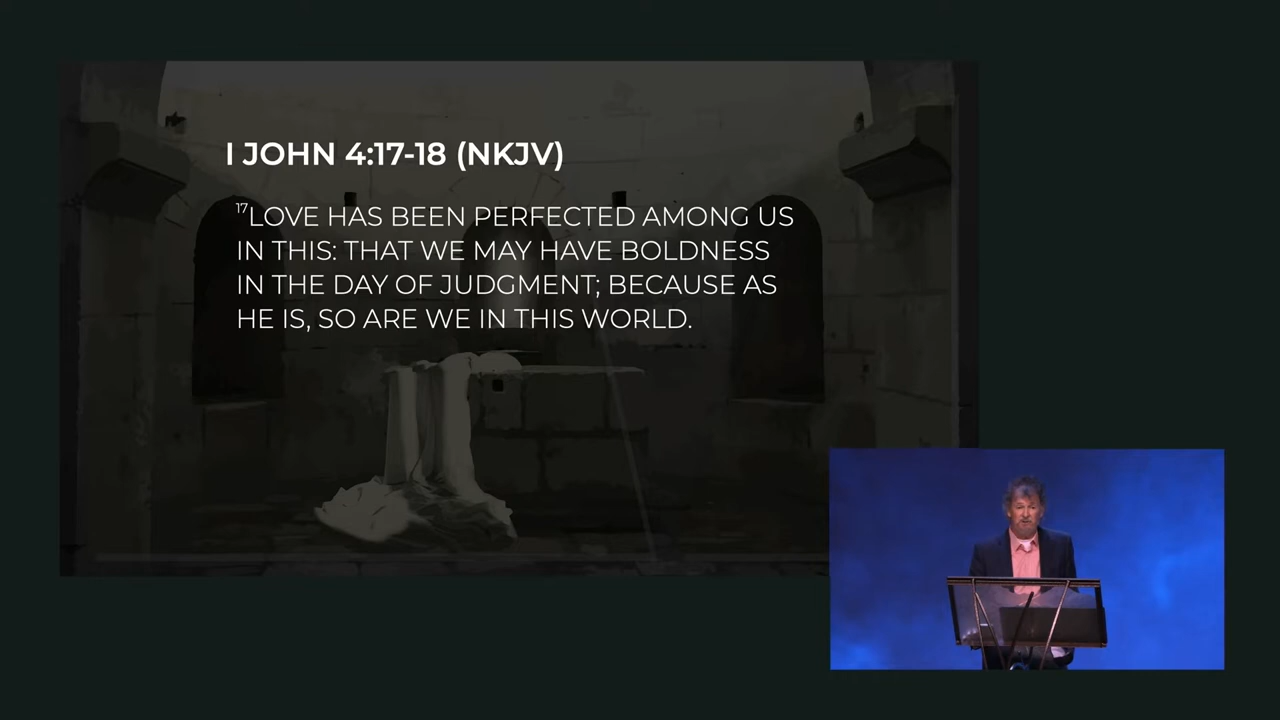 I JOHN 4:17-18 (NKJV)
17LOVE HAS BEEN PERFECTED AMONG US
IN THIS: THAT WE MAY HAVE BOLDNESS
IN THE DAY OF JUDGMENT; BECAUSE AS
HE IS, SO ARE WE IN THIS WORLD.